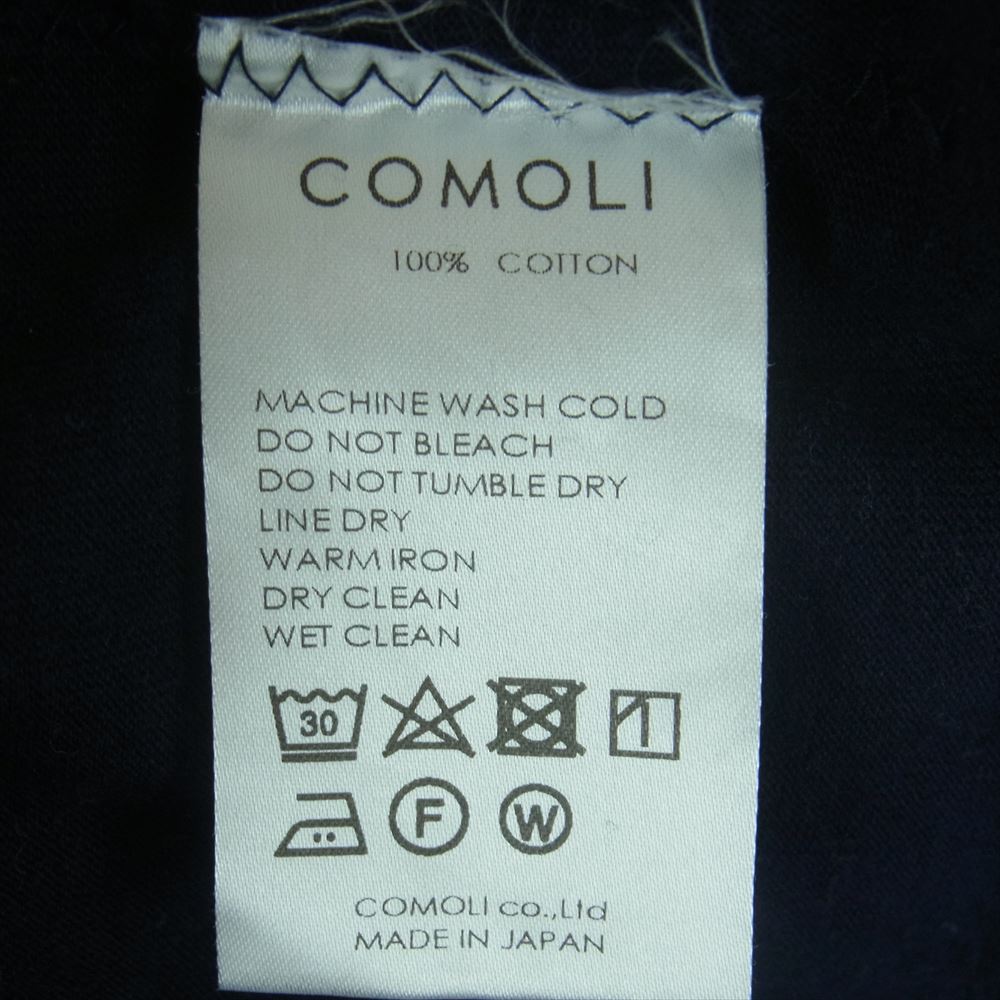 COMOLI
100% COTTON
MACHINE WASH COLD
DO NOT BLEACH
DO NOT TUMBLE DRY
LINE DRY
WARM IRON
DRY CLEAN
WET CLEAN
30
F W
COMOLI co.,Ltd
MADE IN JAPAN